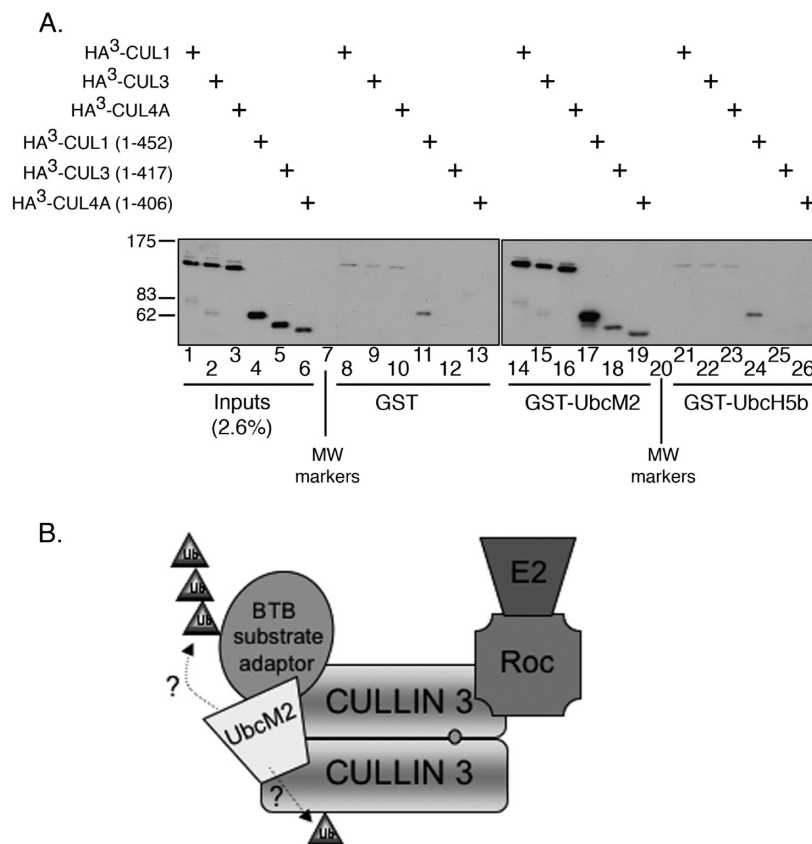 A.
HA3-CUL1 + + + +
HA3-CUL3 + + + +
HA3-CUL4A + + + +
HA3-CUL1 (1-452) + + + +
HA3-CUL3 (1-417) + + + +
HA3-CUL4A (1-406) + + + +
175
83
62
1 2 3 4 5 6 7 8 9 10 11 12 13 14 15 16 17 18 19 20 21 22 23 24 25 26
Inputs
(2.6%)
GST
GST-UbcM2
GST-UbcH5b
MW
markers
MW
markers
B.
Ub
Ub
Ub
BTB
substrate
adaptor
E2
Roc
?
UbcM2
CULLIN 3
CULLIN 3
?
Ub